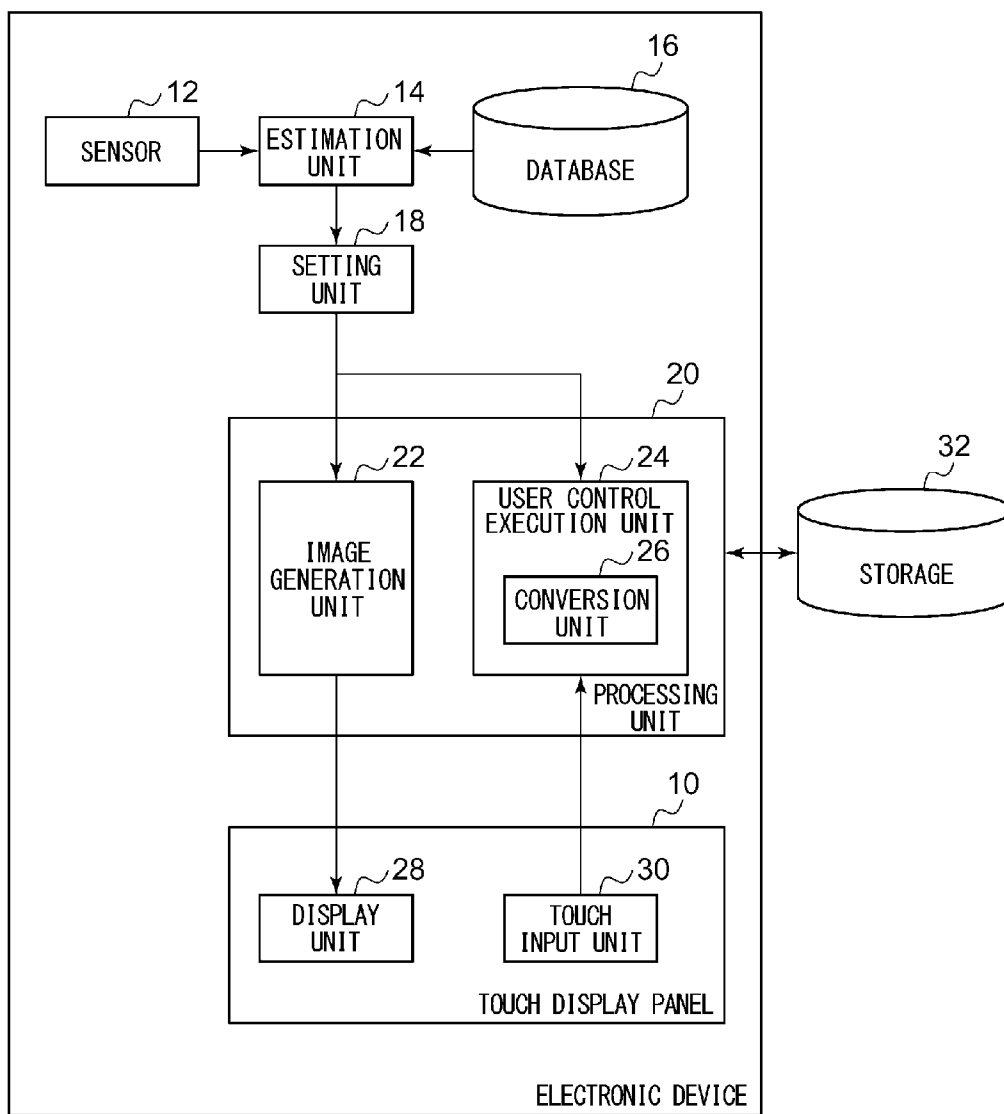 16
12
14
SENSOR
ESTIMATION
UNIT
DATABASE
18
SETTING
UNIT
20
22
24
32
USER CONTROL
EXECUTION UNIT
26
IMAGE
GENERATION
UNIT
CONVERSION
UNIT
STORAGE
PROCESSING
UNIT
10
28
30
DISPLAY
UNIT
TOUCH
INPUT UNIT
TOUCH DISPLAY PANEL
ELECTRONIC DEVICE